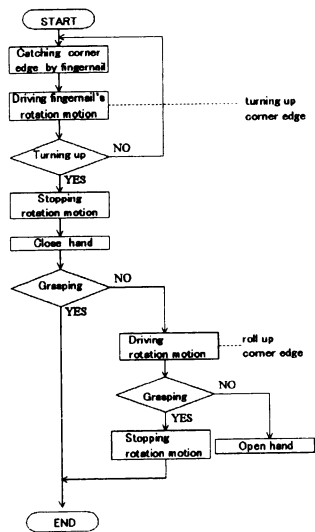 START
Catching corner
edge by fingernail
Driving fingernail's
rotation motion
turning up
corner edge
Turning up
NO
YES
Stopping
rotation motion
Close hand
Grasping
NO
YES
Driving
rotation motion
roll up
corner edge
Grasping
NO
YES
Stopping
rotation motion
Open hand
END